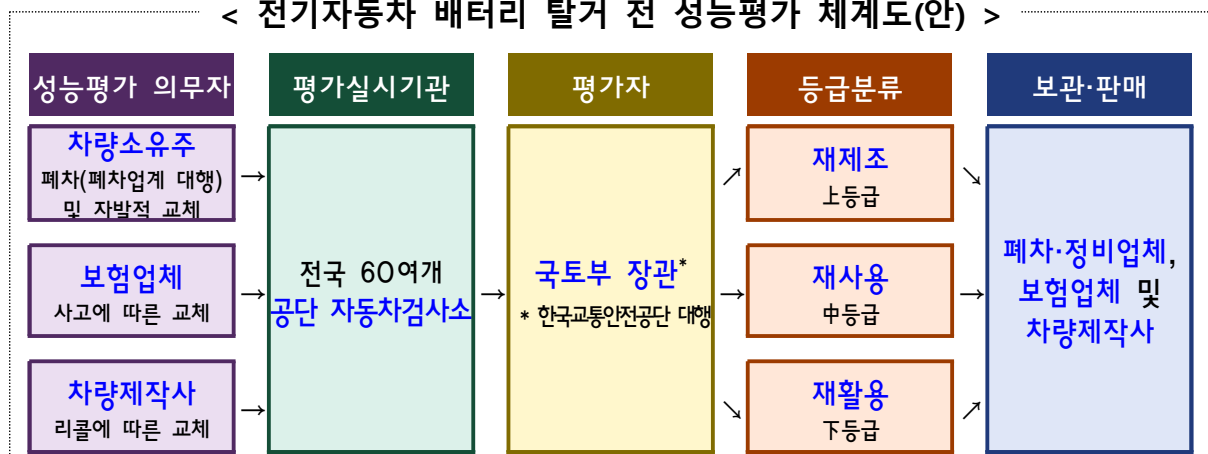 < 전기자동차 배터리 탈거 전 성능평가 체계도(안) >
성능평가 의무자
차량소유주
폐차(폐차업계 대행)
및 자발적 교체
보험업체
사고에 따른 교체
차량제작사
리콜에 따른 교체
→
→
→
평가실시기관
전국 60여개
공단 자동차검사소
→
평가자
국토부 장관*
* 한국교통안전공단 대행
↗
→
↘
등급분류
재제조
上등급
재사용
中등급
재활용
下등급
↘
→
↗
보관·판매
폐차·정비업체,
보험업체 및
차량제작사